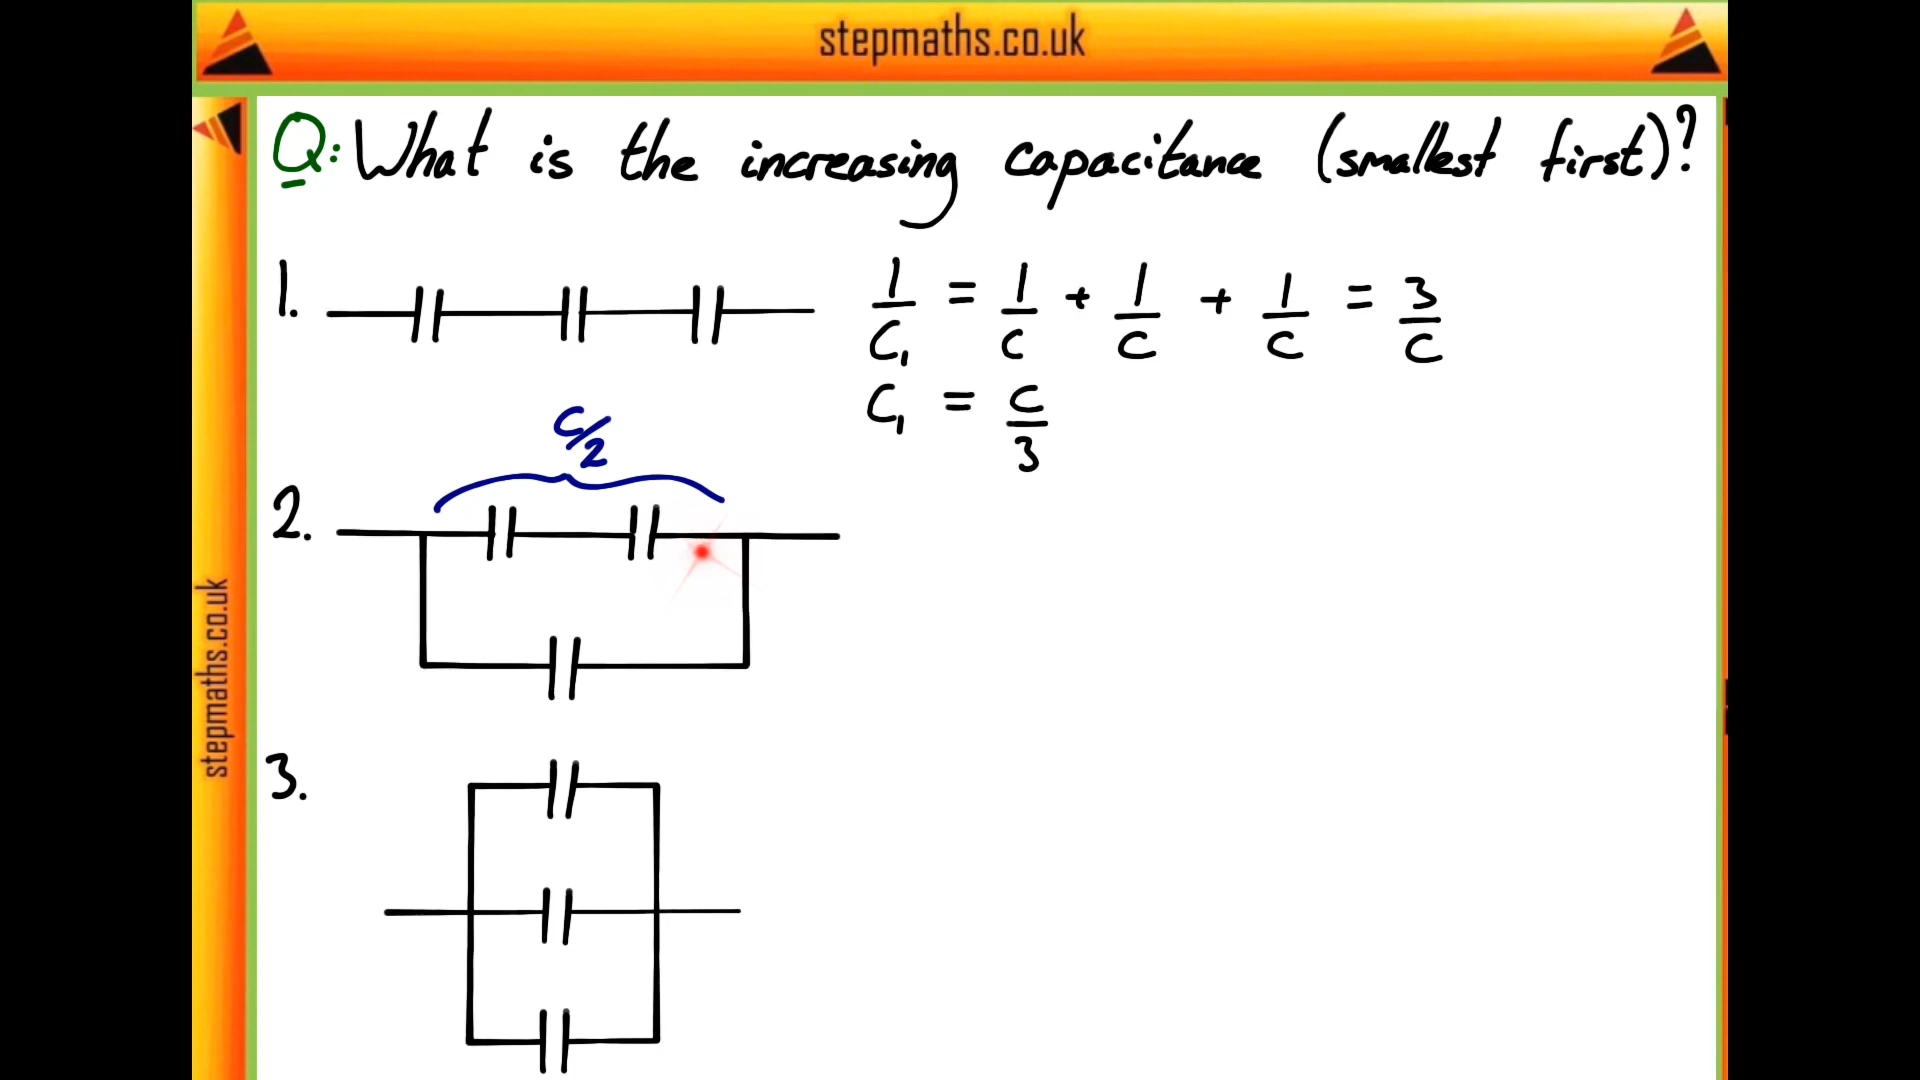 stepmaths.co.uk
Q: What is the increasing capacitance (smallest first)?
1.
1/C₁ = 1/C + 1/C + 1/C = 3/C
C₁ = C/3
C/2
2.
3.
stepmaths.co.uk